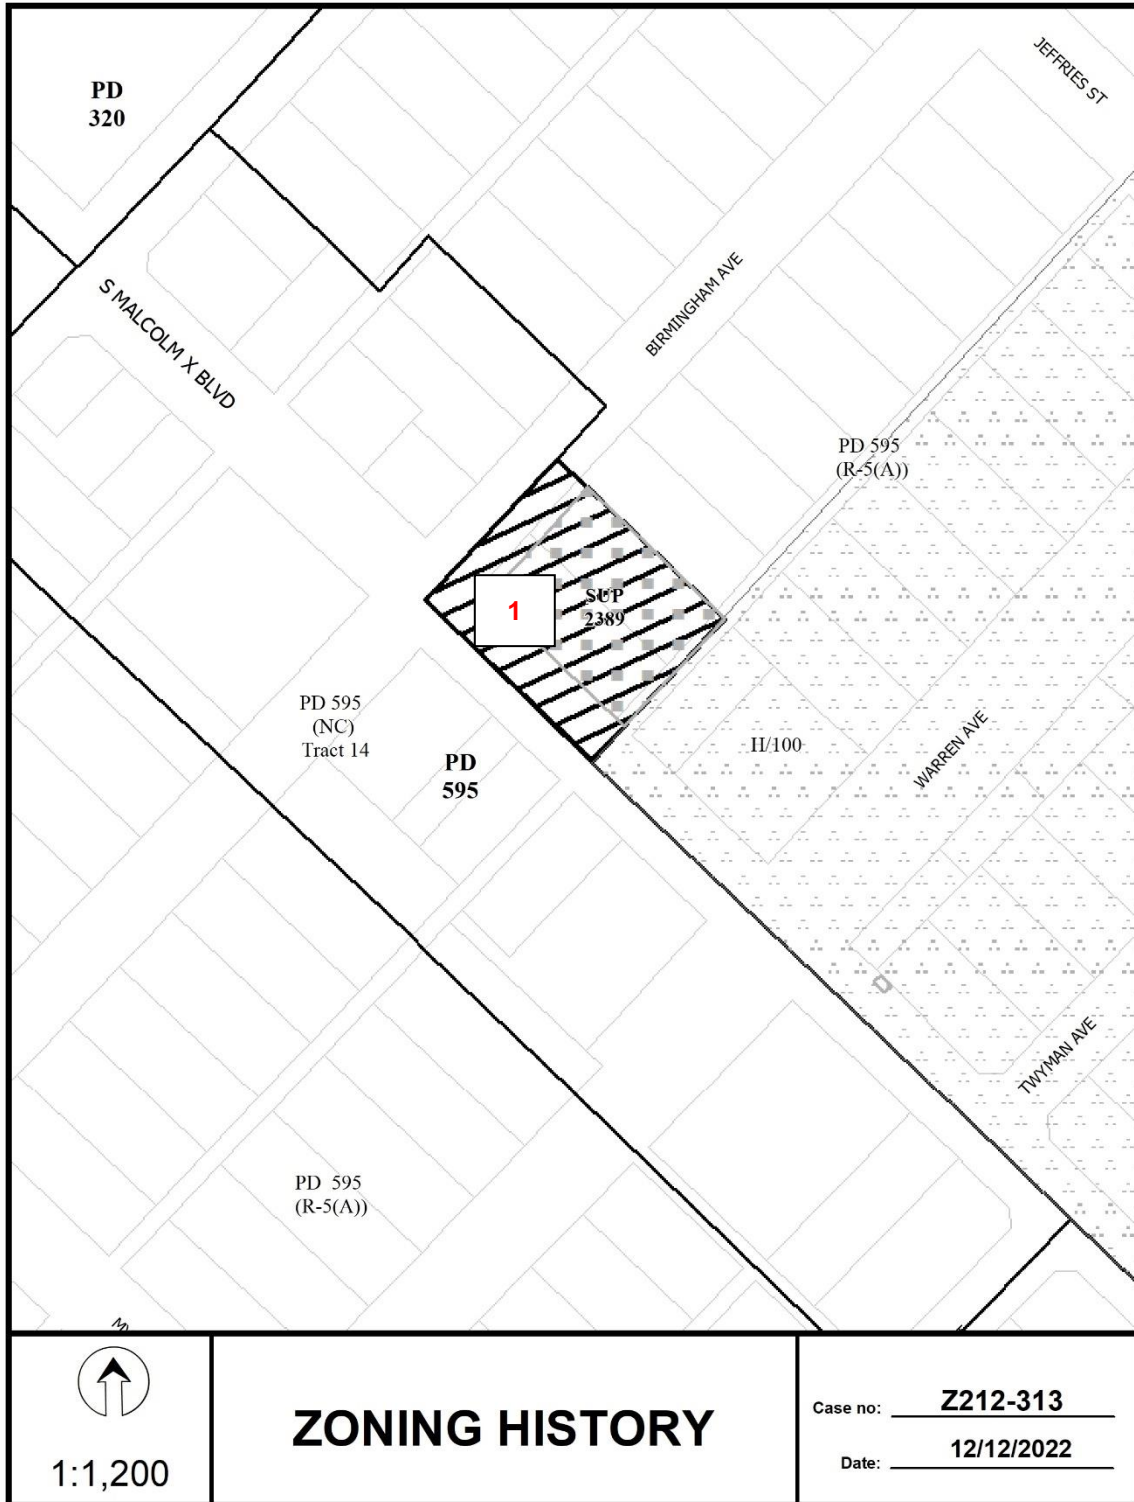 PD
320
JEFFRIES ST
S MALCOLM X BLVD
BIRMINGHAM AVE
PD 595
(R-5(A))
1
SUP
2389
PD 595
(NC)
Tract 14
PD
595
H/100
WARREN AVE
TWYMAN AVE
PD 595
(R-5(A))
1:1,200
ZONING HISTORY
Case no: Z212-313
Date: 12/12/2022